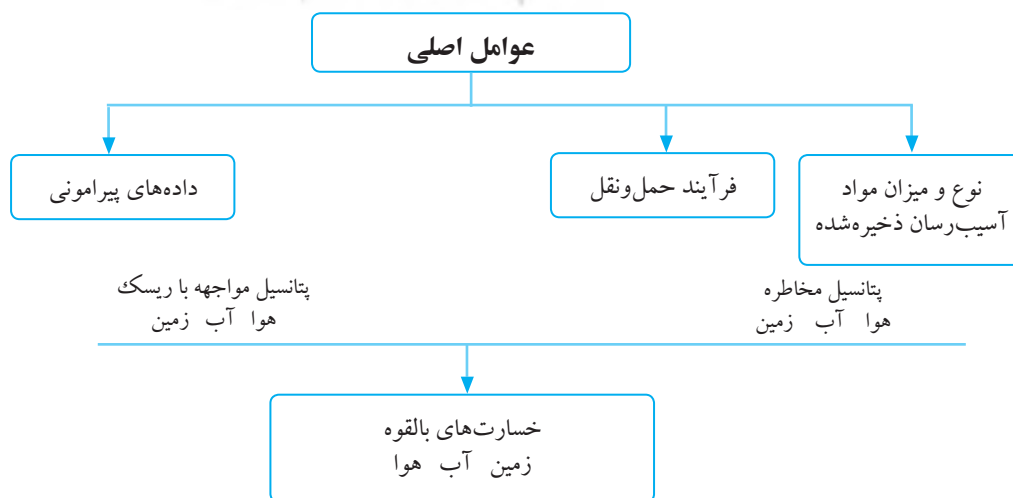 عوامل اصلی
نوع و میزان مواد
آسیب‌رسان ذخیره‌شده
فرآیند حمل‌ونقل
داده‌های پیرامونی
پتانسیل مخاطره
هوا آب زمین
پتانسیل مواجهه با ریسک
هوا آب زمین
خسارت‌های بالقوه
زمین آب هوا